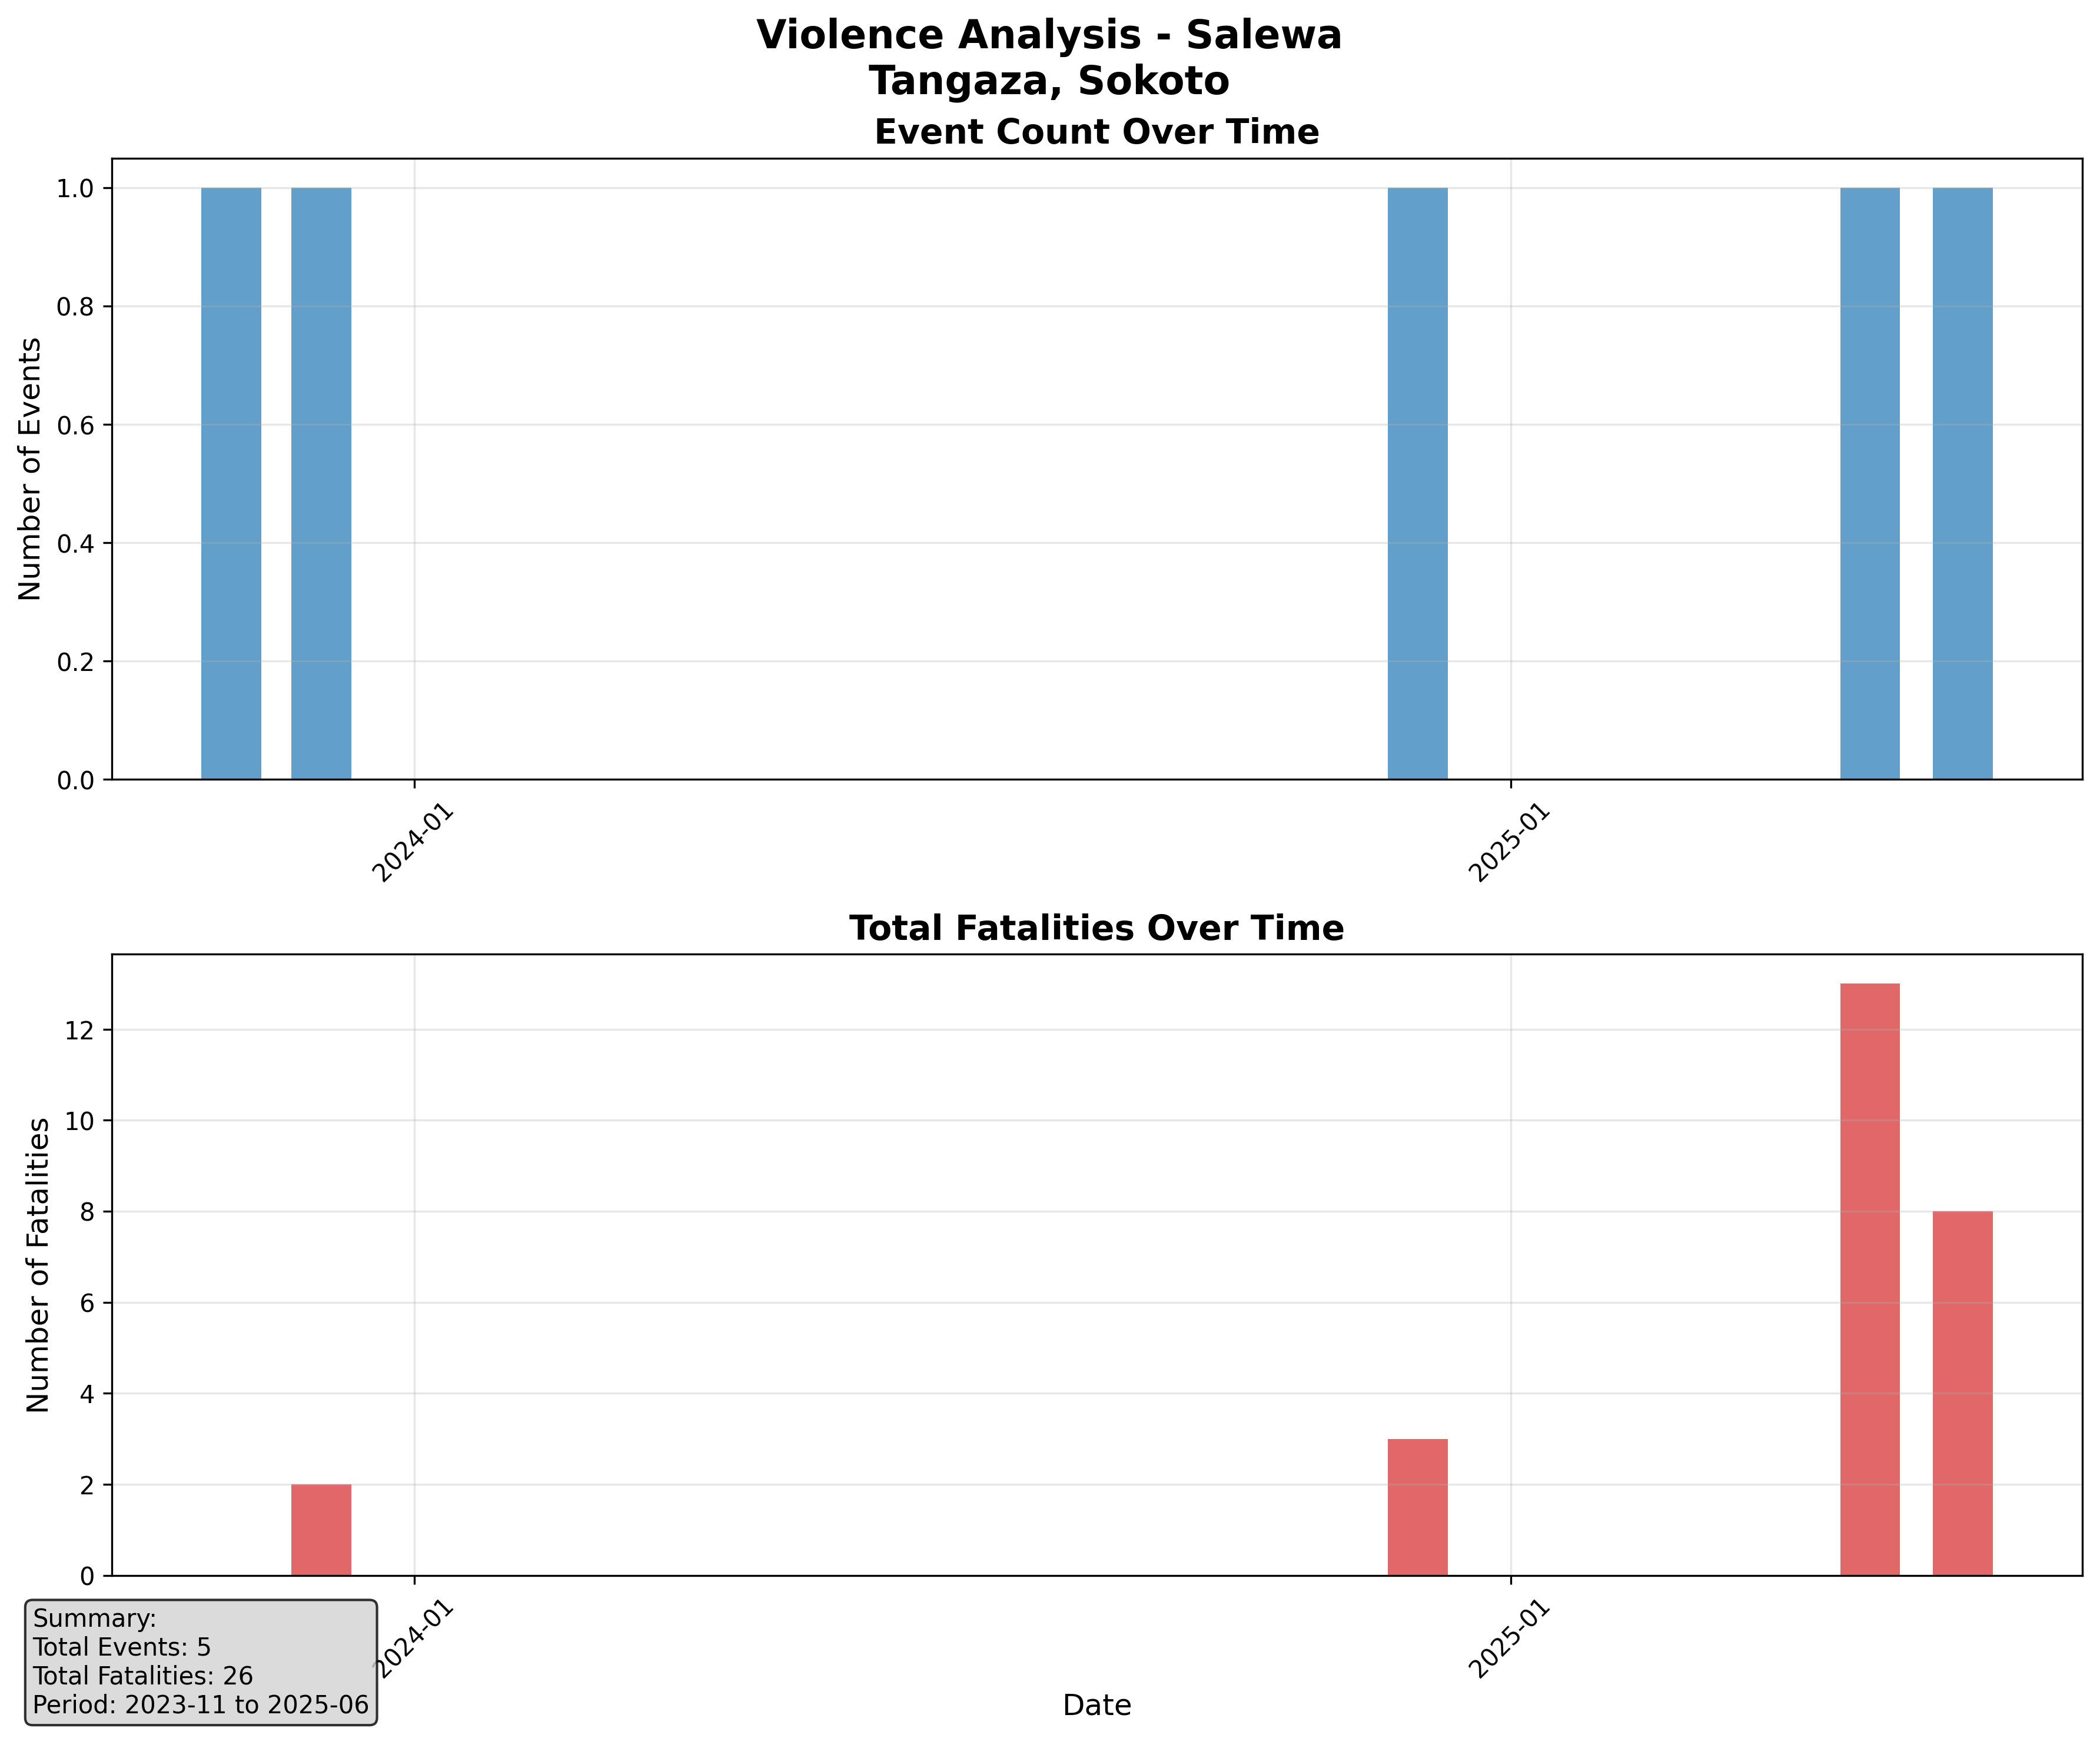 Violence Analysis - Salewa
Tangaza, Sokoto
Event Count Over Time
Number of Events
1.0
0.8
0.6
0.4
0.2
0.0
2024-01
2025-01
Total Fatalities Over Time
Number of Fatalities
12
10
8
6
4
2
0
2024-01
2025-01
Date
Summary:
Total Events: 5
Total Fatalities: 26
Period: 2023-11 to 2025-06